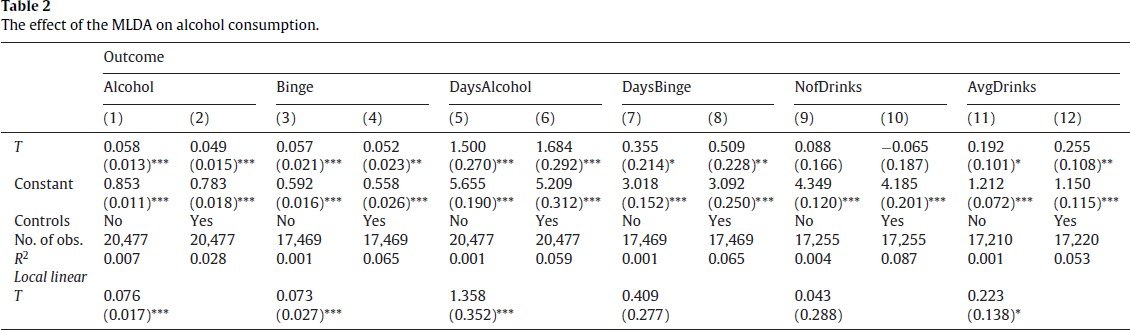 Table 2
The effect of the MLDA on alcohol consumption.
Outcome
Alcohol Binge DaysAlcohol DaysBinge NofDrinks AvgDrinks
(1) (2) (3) (4) (5) (6) (7) (8) (9) (10) (11) (12)
T 0.058 0.049 0.057 0.052 1.500 1.684 0.355 0.509 0.088 −0.065 0.192 0.255
(0.013)*** (0.015)*** (0.021)*** (0.023)** (0.270)*** (0.292)*** (0.214)* (0.228)** (0.166) (0.187) (0.101)* (0.108)**
Constant 0.853 0.783 0.592 0.558 5.655 5.209 3.018 3.092 4.349 4.185 1.212 1.150
(0.011)*** (0.018)*** (0.016)*** (0.026)*** (0.190)*** (0.312)*** (0.152)*** (0.250)*** (0.120)*** (0.201)*** (0.072)*** (0.115)***
Controls No Yes No Yes No Yes No Yes No Yes No Yes
No. of obs. 20,477 20,477 17,469 17,469 20,477 20,477 17,469 17,469 17,255 17,255 17,210 17,220
R2 0.007 0.028 0.001 0.065 0.001 0.059 0.001 0.065 0.004 0.087 0.001 0.053
Local linear
T 0.076 0.073 1.358 0.409 0.043 0.223
(0.017)*** (0.027)*** (0.352)*** (0.277) (0.288) (0.138)*